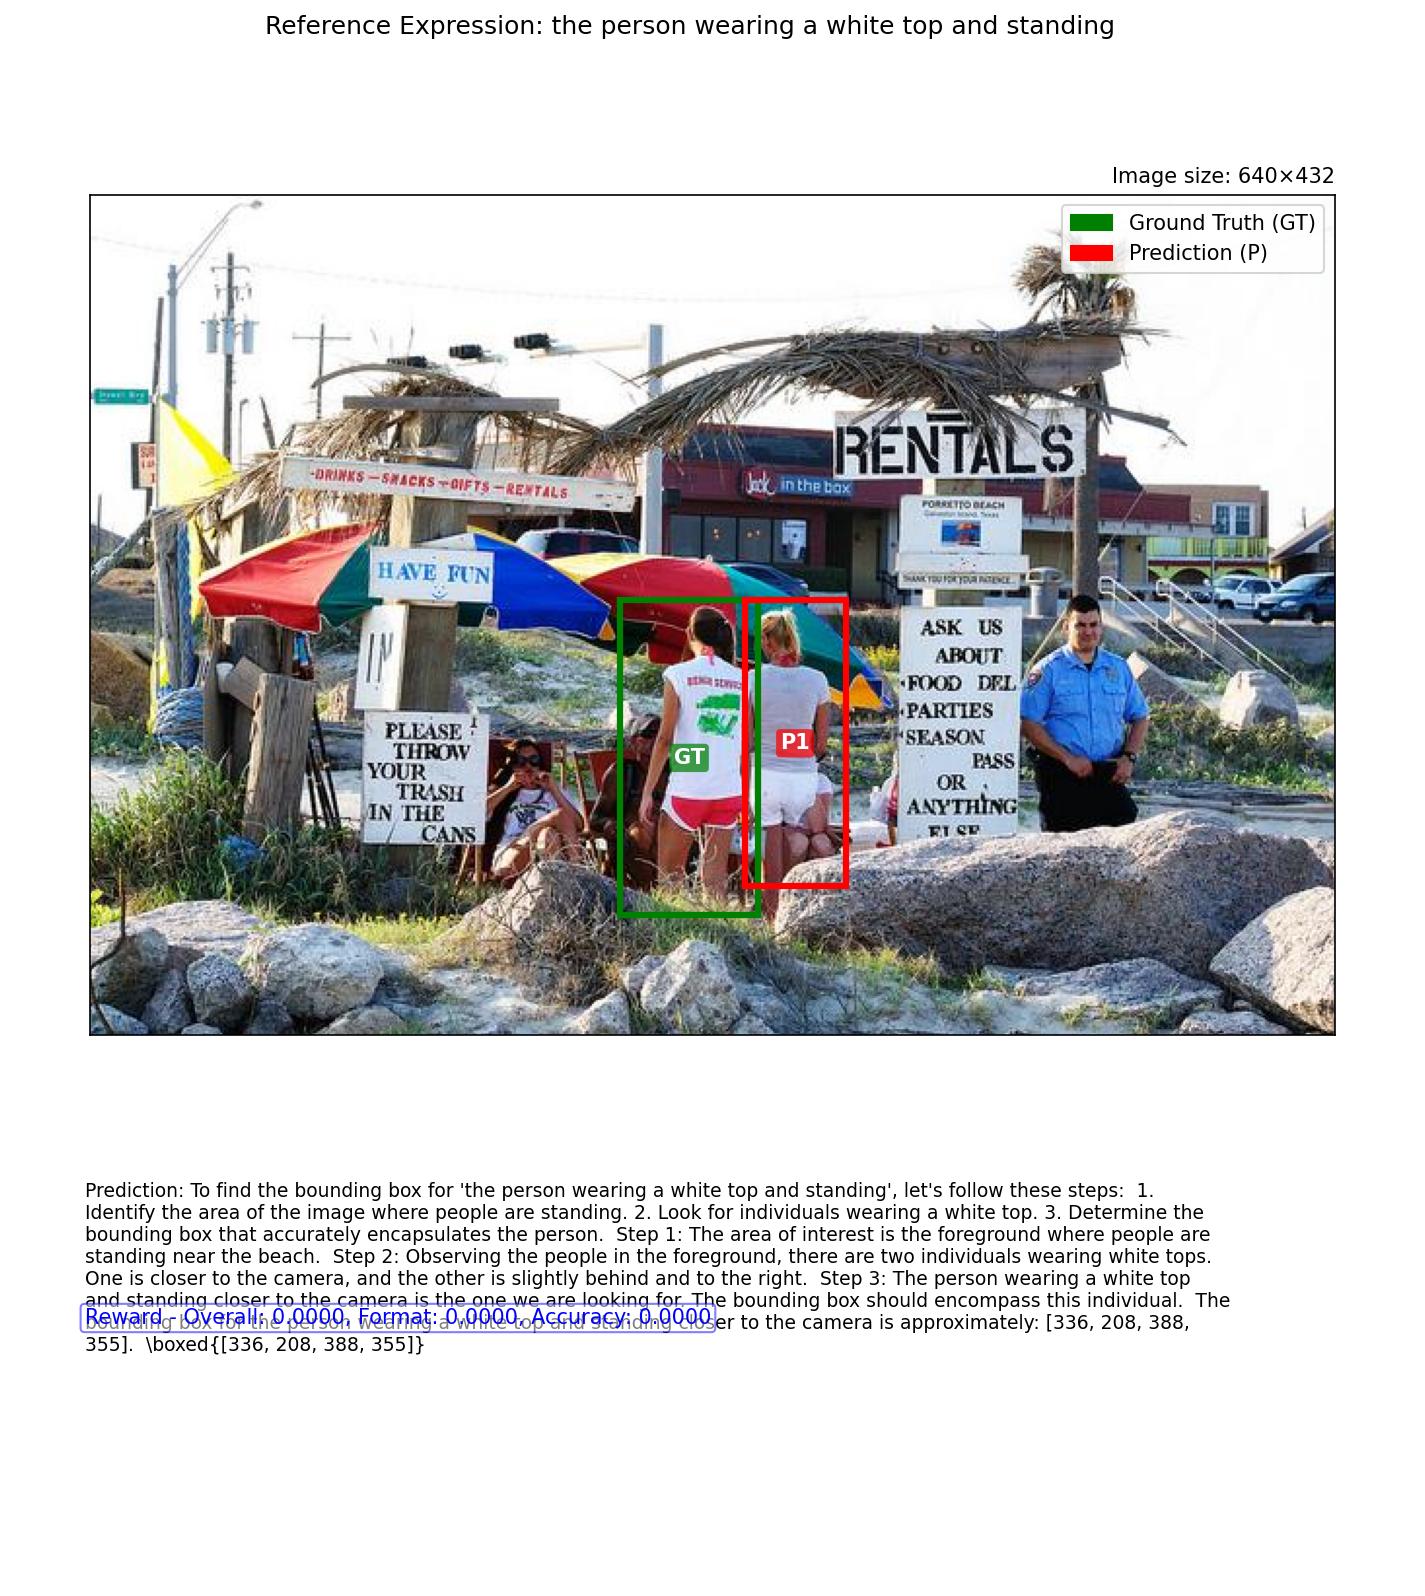 Reference Expression: the person wearing a white top and standing
Image size: 640×432
Ground Truth (GT)
Prediction (P)
RENTALS
-DRINKS-SNACKS-GIFTS-RENTALS
Jack in the box
PORRETTO BEACH
Galveston Island, Texas
HAVE FUN
THANK YOU FOR YOUR PATIENCE...
IN
ASK US
ABOUT
FOOD DEL
PARTIES
SEASON
PASS
OR
ANYTHING
ELSE
GT
P1
PLEASE
THROW
YOUR
TRASH
IN THE
CANS
Prediction: To find the bounding box for 'the person wearing a white top and standing', let's follow these steps:  1.
Identify the area of the image where people are standing. 2. Look for individuals wearing a white top. 3. Determine the
bounding box that accurately encapsulates the person.  Step 1: The area of interest is the foreground where people are
standing near the beach.  Step 2: Observing the people in the foreground, there are two individuals wearing white tops.
One is closer to the camera, and the other is slightly behind and to the right.  Step 3: The person wearing a white top
and standing closer to the camera is the one we are looking for. The bounding box should encompass this individual.  The
bounding box for the person wearing a white top and standing closer to the camera is approximately: [336, 208, 388,
355].  \boxed{[336, 208, 388, 355]}
Reward - Overall: 0.0000, Format: 0.0000, Accuracy: 0.0000